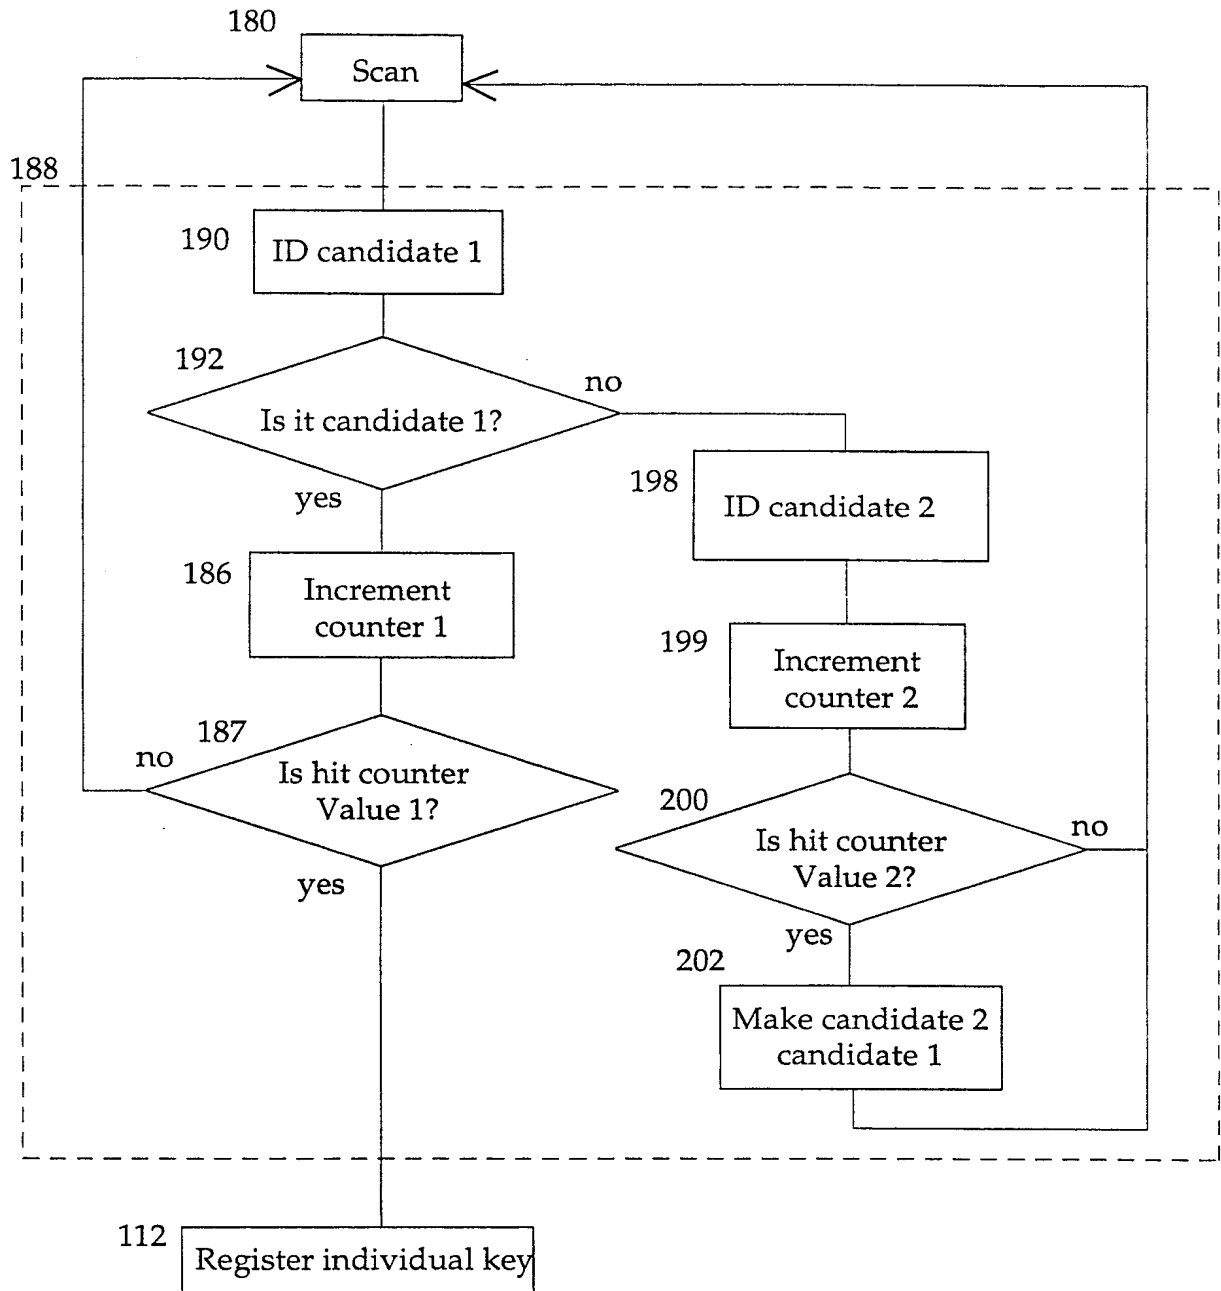 180
Scan
188
190
ID candidate 1
192
no
Is it candidate 1?
yes
198
ID candidate 2
186
Increment
counter 1
199
Increment
counter 2
187
no
Is hit counter
Value 1?
yes
200
no
Is hit counter
Value 2?
yes
202
Make candidate 2
candidate 1
112
Register individual key